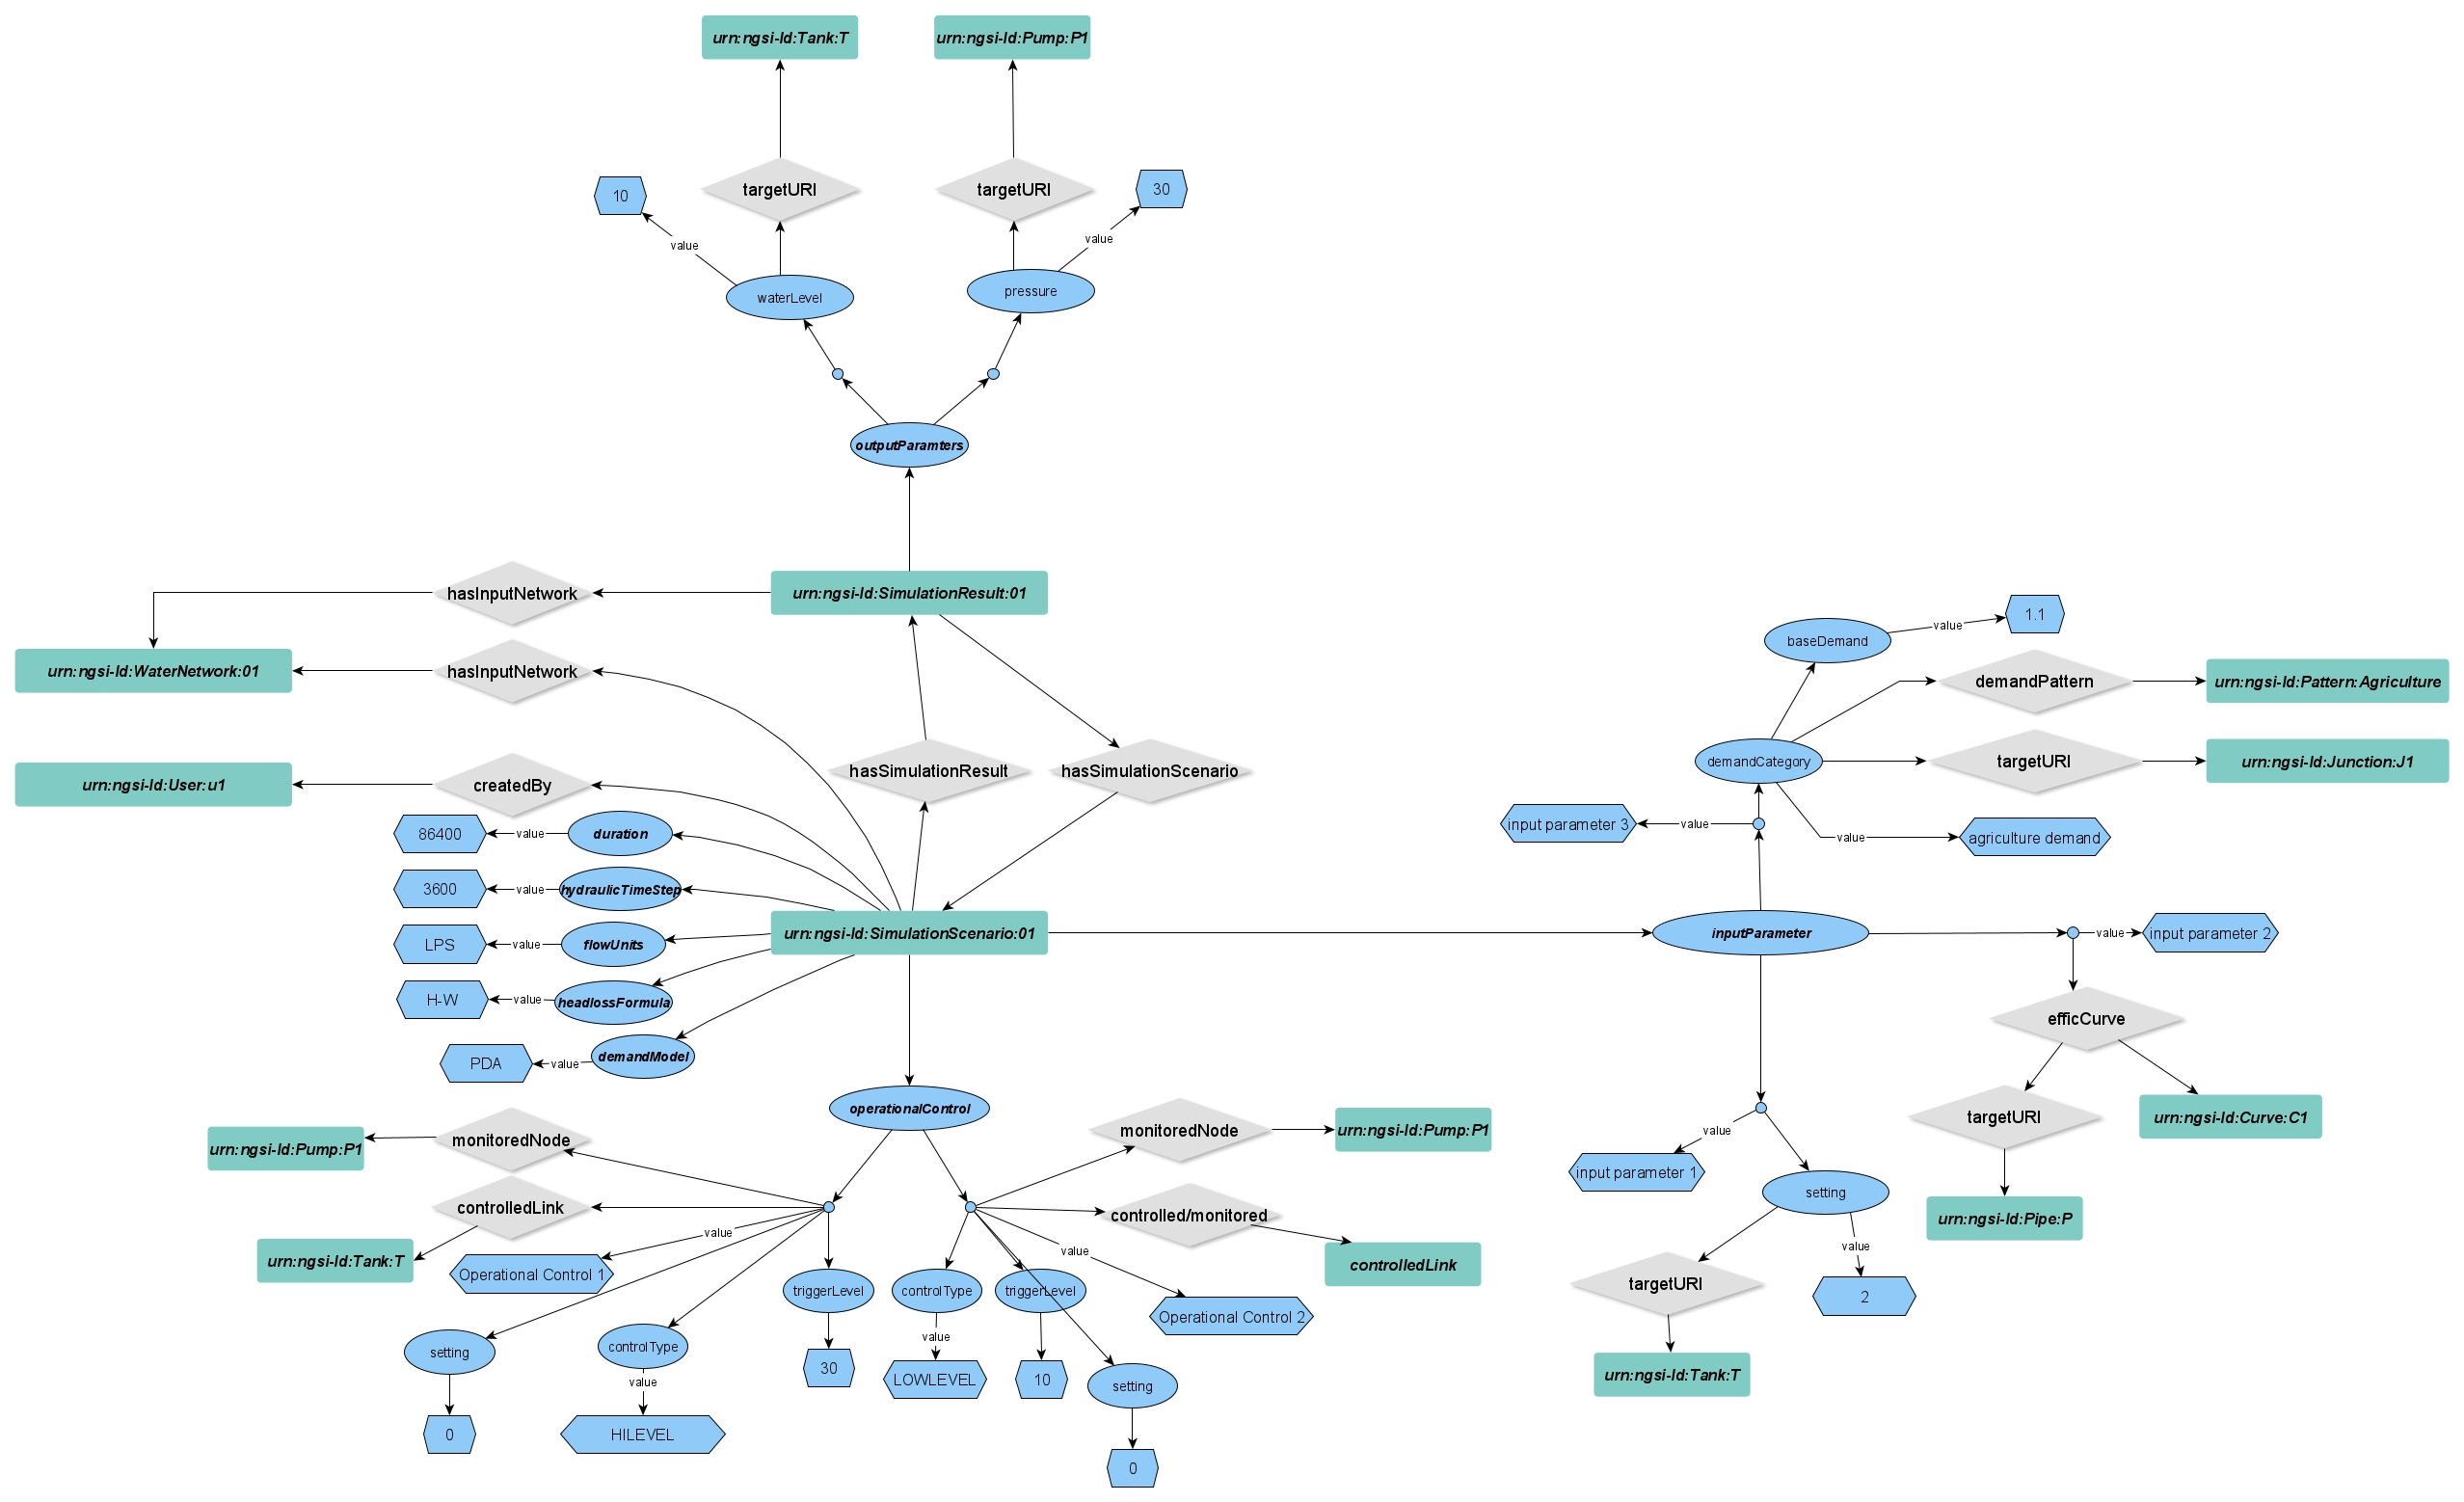 urn:ngsi-ld:Tank:T
urn:ngsi-ld:Pump:P1
targetURI
targetURI
10
30
value
value
waterLevel
pressure
outputParamters
hasInputNetwork
urn:ngsi-ld:SimulationResult:01
urn:ngsi-ld:WaterNetwork:01
hasInputNetwork
1.1
value
baseDemand
demandPattern
urn:ngsi-ld:Pattern:Agriculture
demandCategory
targetURI
urn:ngsi-ld:Junction:J1
urn:ngsi-ld:User:u1
createdBy
hasSimulationResult
hasSimulationScenario
input parameter 3
value
value
agriculture demand
86400
value
duration
3600
value
hydraulicTimeStep
LPS
value
flowUnits
urn:ngsi-ld:SimulationScenario:01
inputParameter
value
input parameter 2
H-W
value
headlossFormula
efficCurve
PDA
value
demandModel
operationalControl
targetURI
urn:ngsi-ld:Curve:C1
urn:ngsi-ld:Pump:P1
monitoredNode
monitoredNode
urn:ngsi-ld:Pump:P1
value
input parameter 1
controlledLink
controlled/monitored
setting
urn:ngsi-ld:Pipe:P
urn:ngsi-ld:Tank:T
value
value
value
Operational Control 1
controlledLink
targetURI
2
triggerLevel
controlType
triggerLevel
Operational Control 2
setting
controlType
value
30
LOWLEVEL
10
setting
urn:ngsi-ld:Tank:T
value
0
HILEVEL
0